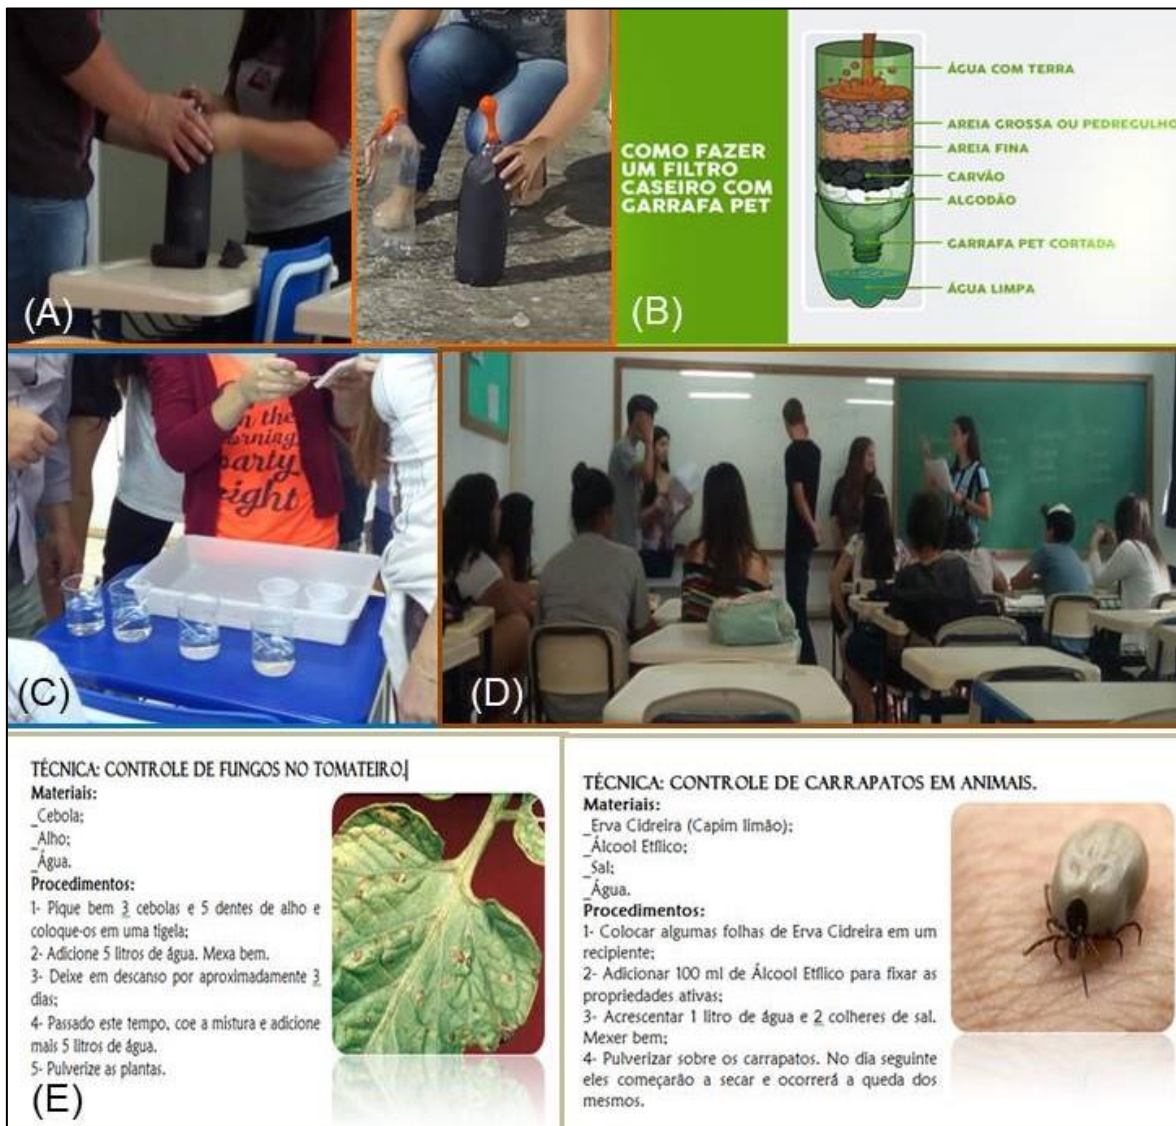 (A)
COMO FAZER
UM FILTRO
CASEIRO COM
GARRAFA PET
(B)
ÁGUA COM TERRA
AREIA GROSSA OU PEDREGULHO
AREIA FINA
CARVÃO
ALGODÃO
GARRAFA PET CORTADA
ÁGUA LIMPA
(C)
in the
morning
party
night
(D)
TÉCNICA: CONTROLE DE FUNGOS NO TOMATEIRO.
Materiais:
_Cebola;
_Alho;
_Água.
Procedimentos:
1- Pique bem 3 cebolas e 5 dentes de alho e
coloque-os em uma tigela;
2- Adicione 5 litros de água. Mexa bem.
3- Deixe em descanso por aproximadamente 3
dias;
4- Passado este tempo, coe a mistura e adicione
mais 5 litros de água.
5- Pulverize as plantas.
(E)
TÉCNICA: CONTROLE DE CARRAPATOS EM ANIMAIS.
Materiais:
_Erva Cidreira (Capim limão);
_Álcool Etílico;
_Sal;
_Água.
Procedimentos:
1- Colocar algumas folhas de Erva Cidreira em um
recipiente;
2- Adicionar 100 ml de Álcool Etílico para fixar as
propriedades ativas;
3- Acrescentar 1 litro de água e 2 colheres de sal.
Mexer bem;
4- Pulverizar sobre os carrapatos. No dia seguinte
eles começarão a secar e ocorrerá a queda dos
mesmos.